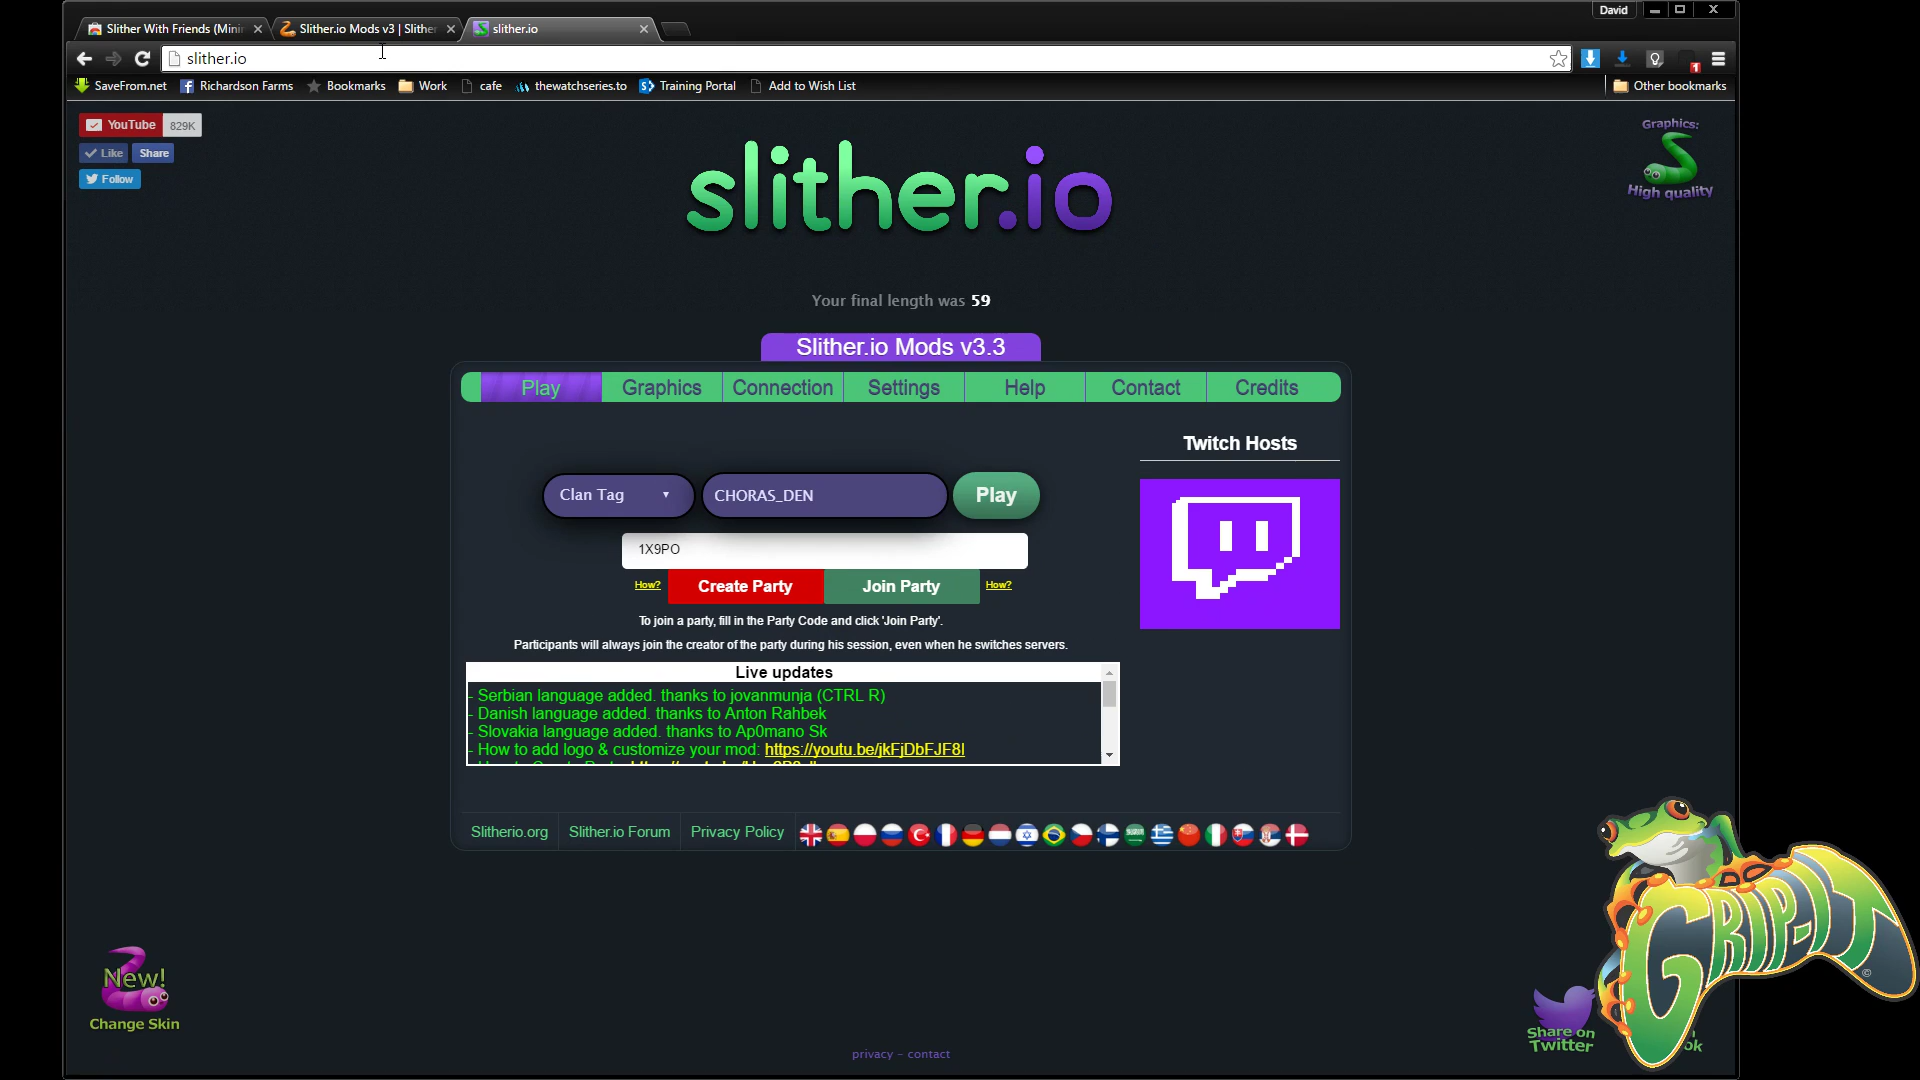 David
Slither With Friends (Mini
Slither.io Mods v3 | Slither
slither.io
slither.io
SaveFrom.net
Richardson Farms
Bookmarks
Work
cafe
thewatchseries.to
Training Portal
Add to Wish List
Other bookmarks
1
YouTube 829K
Like Share
Follow
slither.io
Graphics:
High quality
Your final length was 59
Slither.io Mods v3.3
Play
Graphics
Connection
Settings
Help
Contact
Credits
Twitch Hosts
Clan Tag
CHORAS_DEN
Play
1X9PO
How?
Create Party
Join Party
How?
To join a party, fill in the Party Code and click 'Join Party'.
Participants will always join the creator of the party during his session, even when he switches servers.
Live updates
- Serbian language added. thanks to jovanmunja (CTRL R)
- Danish language added. thanks to Anton Rahbek
- Slovakia language added. thanks to Ap0mano Sk
- How to add logo & customize your mod: https://youtu.be/jkFjDbFJF8I
Slitherio.org
Slither.io Forum
Privacy Policy
New!
Change Skin
GRIP-IT
©
Share on
Twitter
ok
privacy - contact